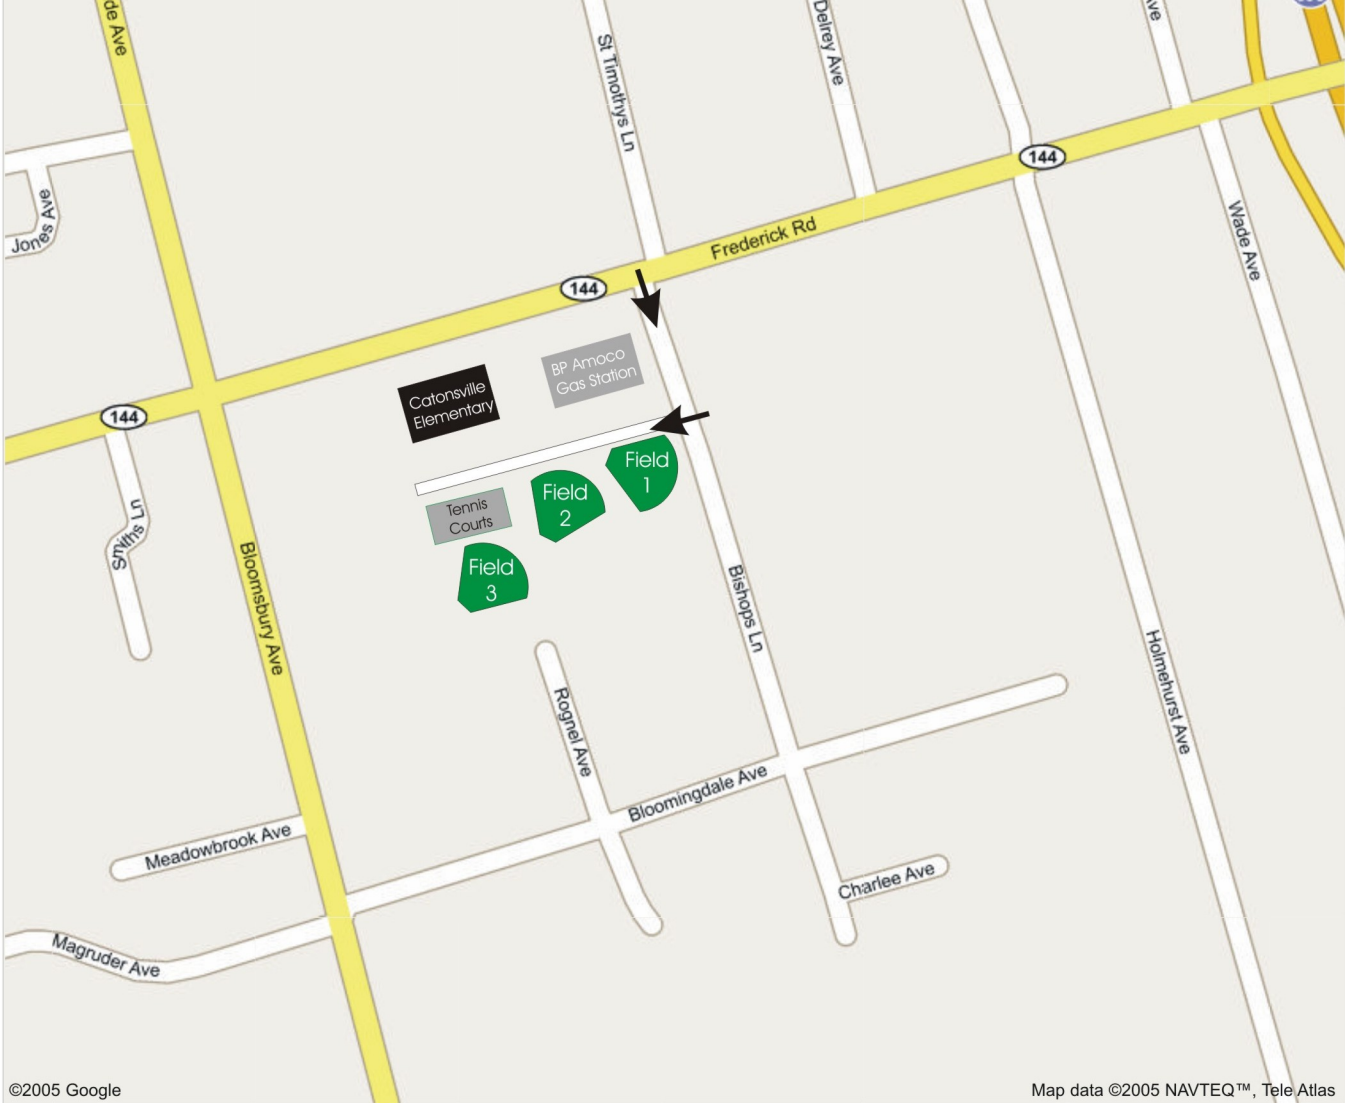 de Ave
St Timothys Ln
Delrey Ave
Ave
144
Jones Ave
Wade Ave
Frederick Rd
144
BP Amoco
Gas Station
Catonsville
Elementary
144
Field
1
Field
2
Tennis
Courts
Field
3
Smiths Ln
Bloomsbury Ave
Bishops Ln
Holmehurst Ave
Rognel Ave
Bloomingdale Ave
Meadowbrook Ave
Charlee Ave
Magruder Ave
©2005 Google
Map data ©2005 NAVTEQ™, Tele Atlas